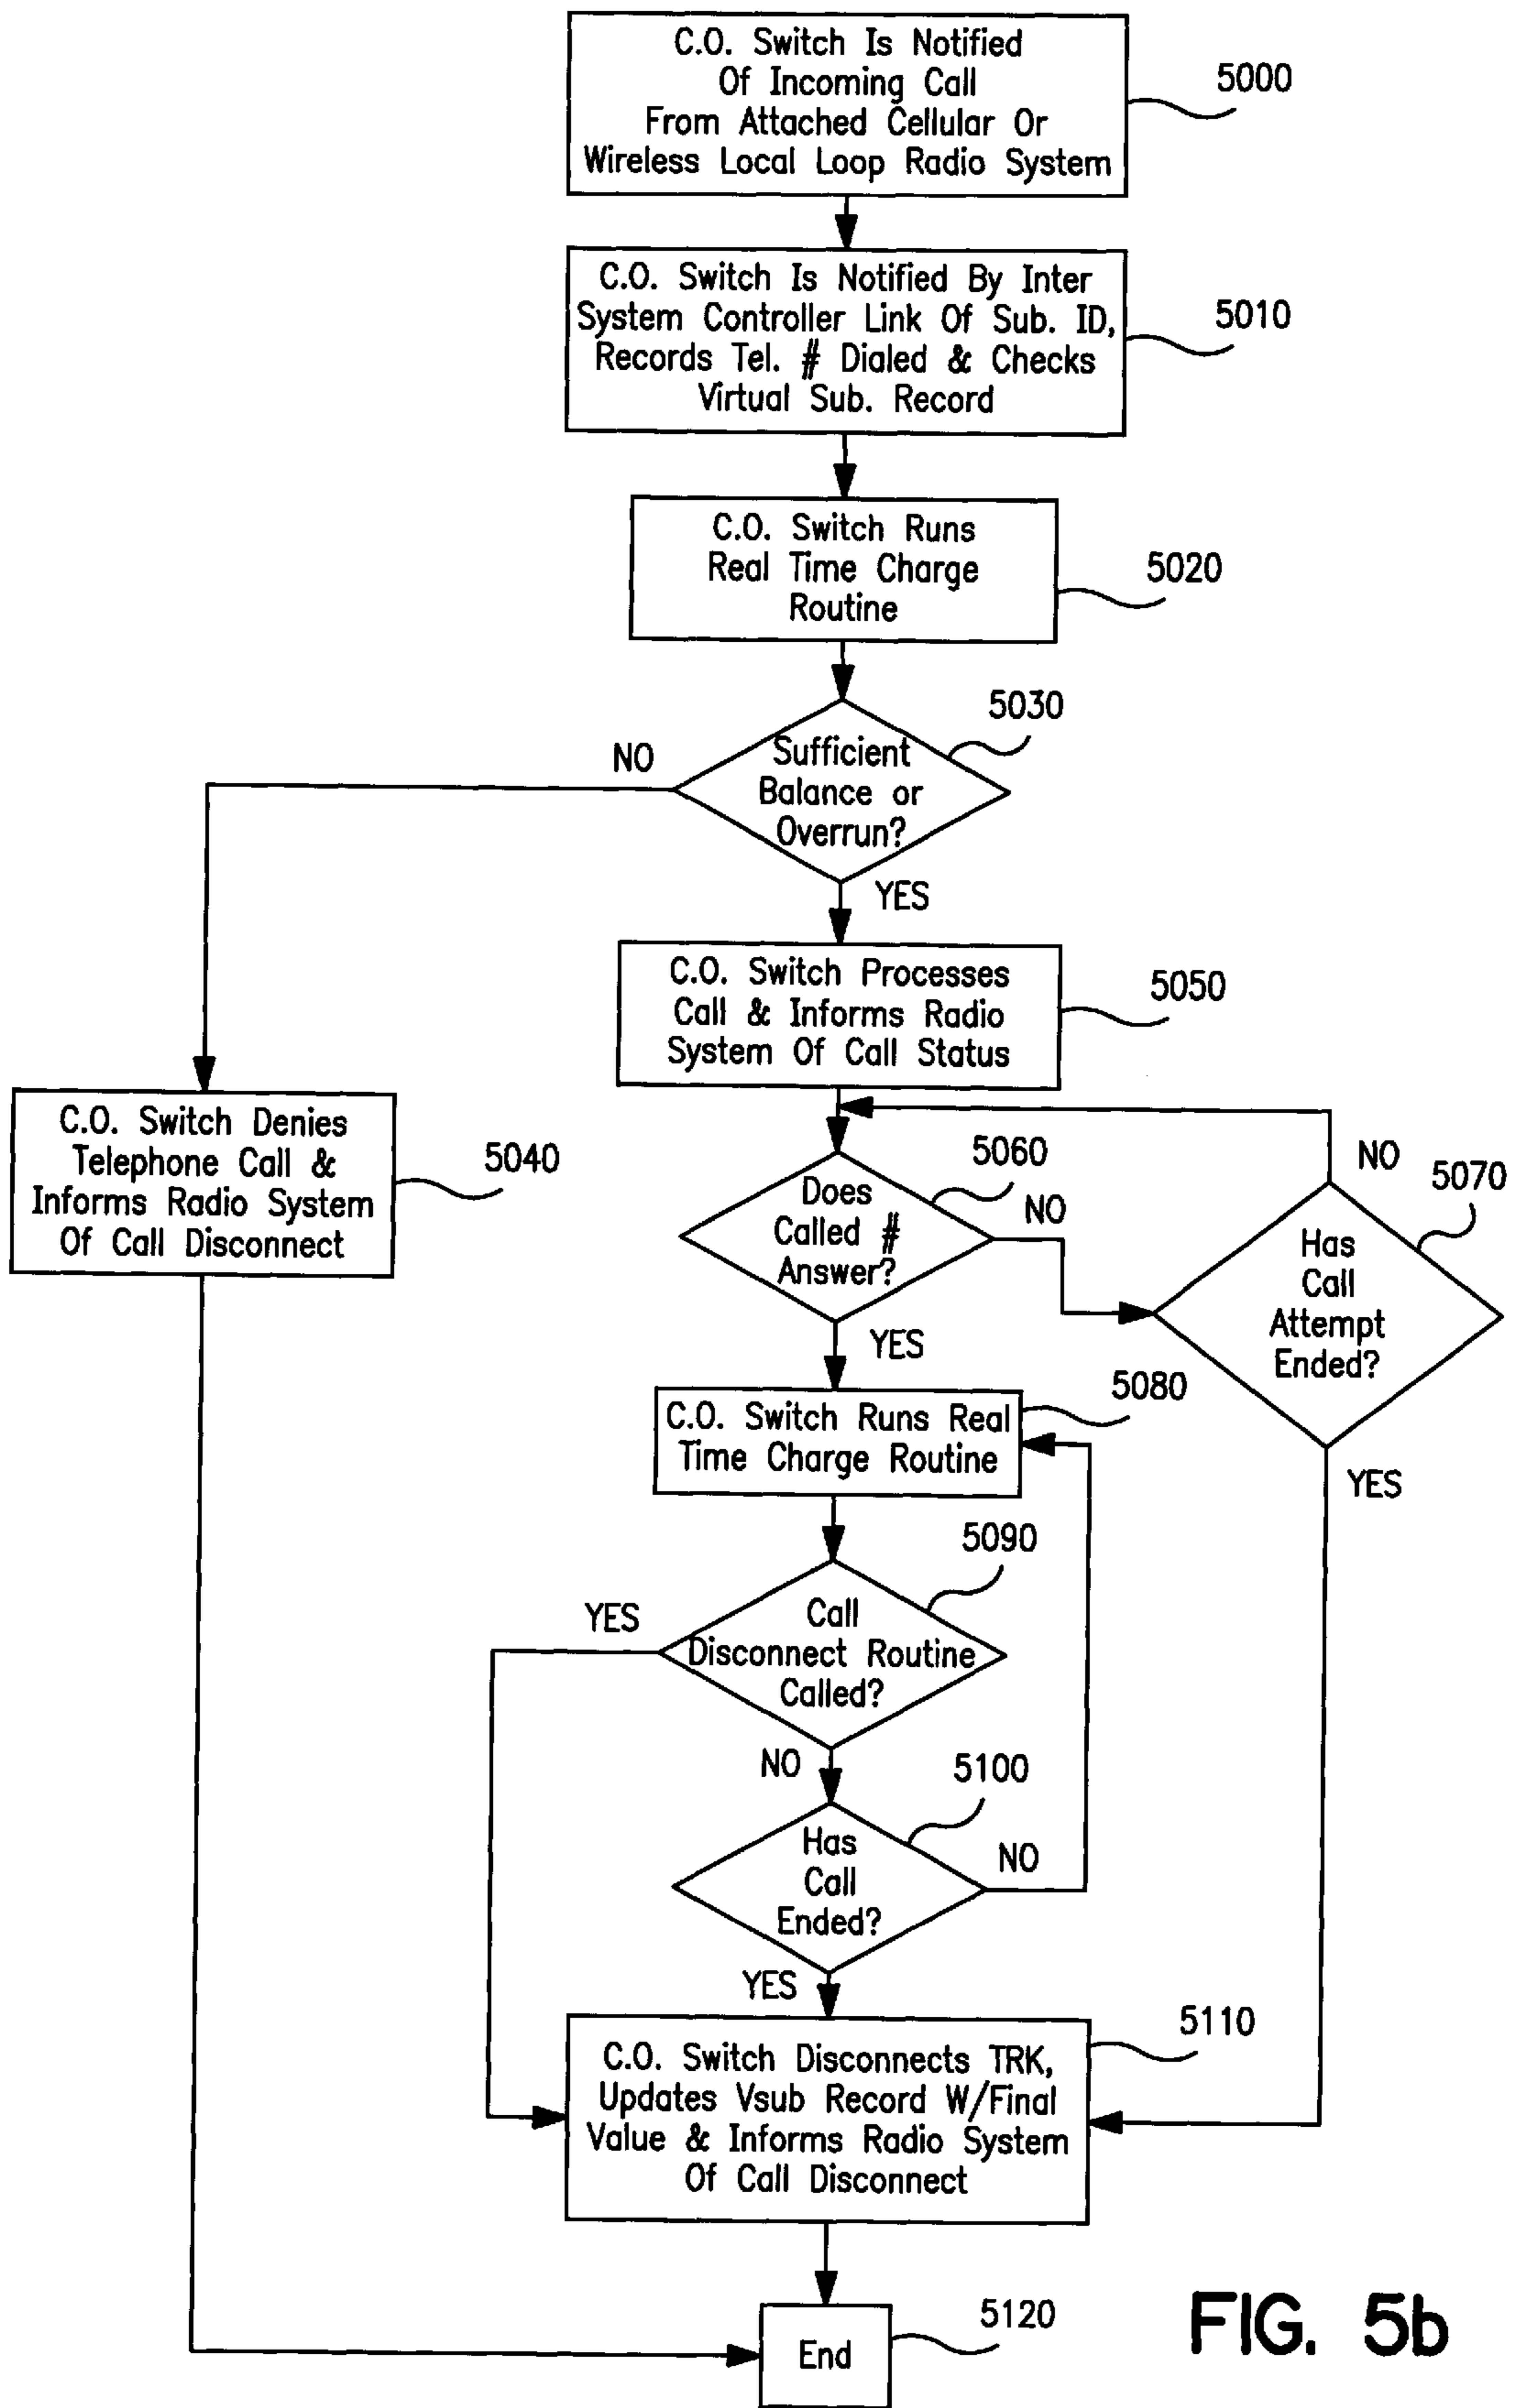 C.O. Switch Is Notified
Of Incoming Call
From Attached Cellular Or
Wireless Local Loop Radio System
5000
C.O. Switch Is Notified By Inter
System Controller Link Of Sub. ID,
Records Tel. # Dialed & Checks
Virtual Sub. Record
5010
C.O. Switch Runs
Real Time Charge
Routine
5020
5030
Sufficient
Balance or
Overrun?
NO
YES
C.O. Switch Processes
Call & Informs Radio
System Of Call Status
5050
C.O. Switch Denies
Telephone Call &
Informs Radio System
Of Call Disconnect
5040
5060
Does
Called #
Answer?
NO
YES
NO
5070
Has
Call
Attempt
Ended?
YES
C.O. Switch Runs Real
Time Charge Routine
5080
5090
Call
Disconnect Routine
Called?
YES
NO
5100
Has
Call
Ended?
NO
YES
C.O. Switch Disconnects TRK,
Updates Vsub Record W/Final
Value & Informs Radio System
Of Call Disconnect
5110
End
5120
FIG. 5b